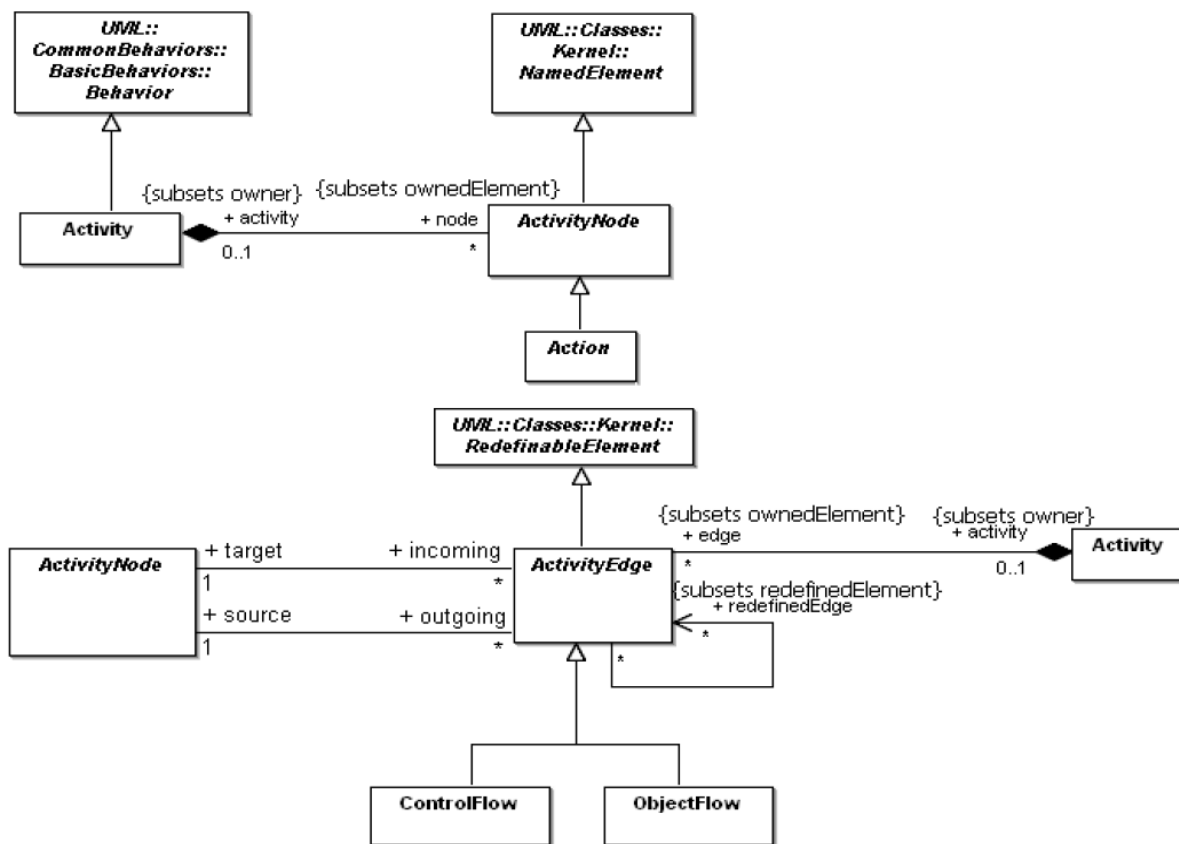 UML::
CommonBehaviors::
BasicBehaviors::
Behavior
UML::Classes::
Kernel::
NamedElement
{subsets owner}
{subsets ownedElement}
Activity
+ activity
+ node
0..1
*
ActivityNode
Action
UML::Classes::Kernel::
RedefinableElement
{subsets ownedElement}
{subsets owner}
+ edge
+ activity
ActivityNode
+ target
+ incoming
1
*
ActivityEdge
*
0..1
Activity
{subsets redefinedElement}
+ redefinedEdge
+ source
+ outgoing
1
*
*
*
ControlFlow
ObjectFlow